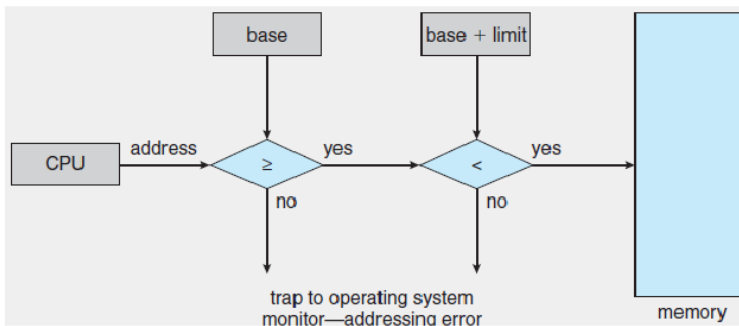 base
base + limit
CPU
address
≥
yes
<
yes
no
no
trap to operating system
monitor—addressing error
memory